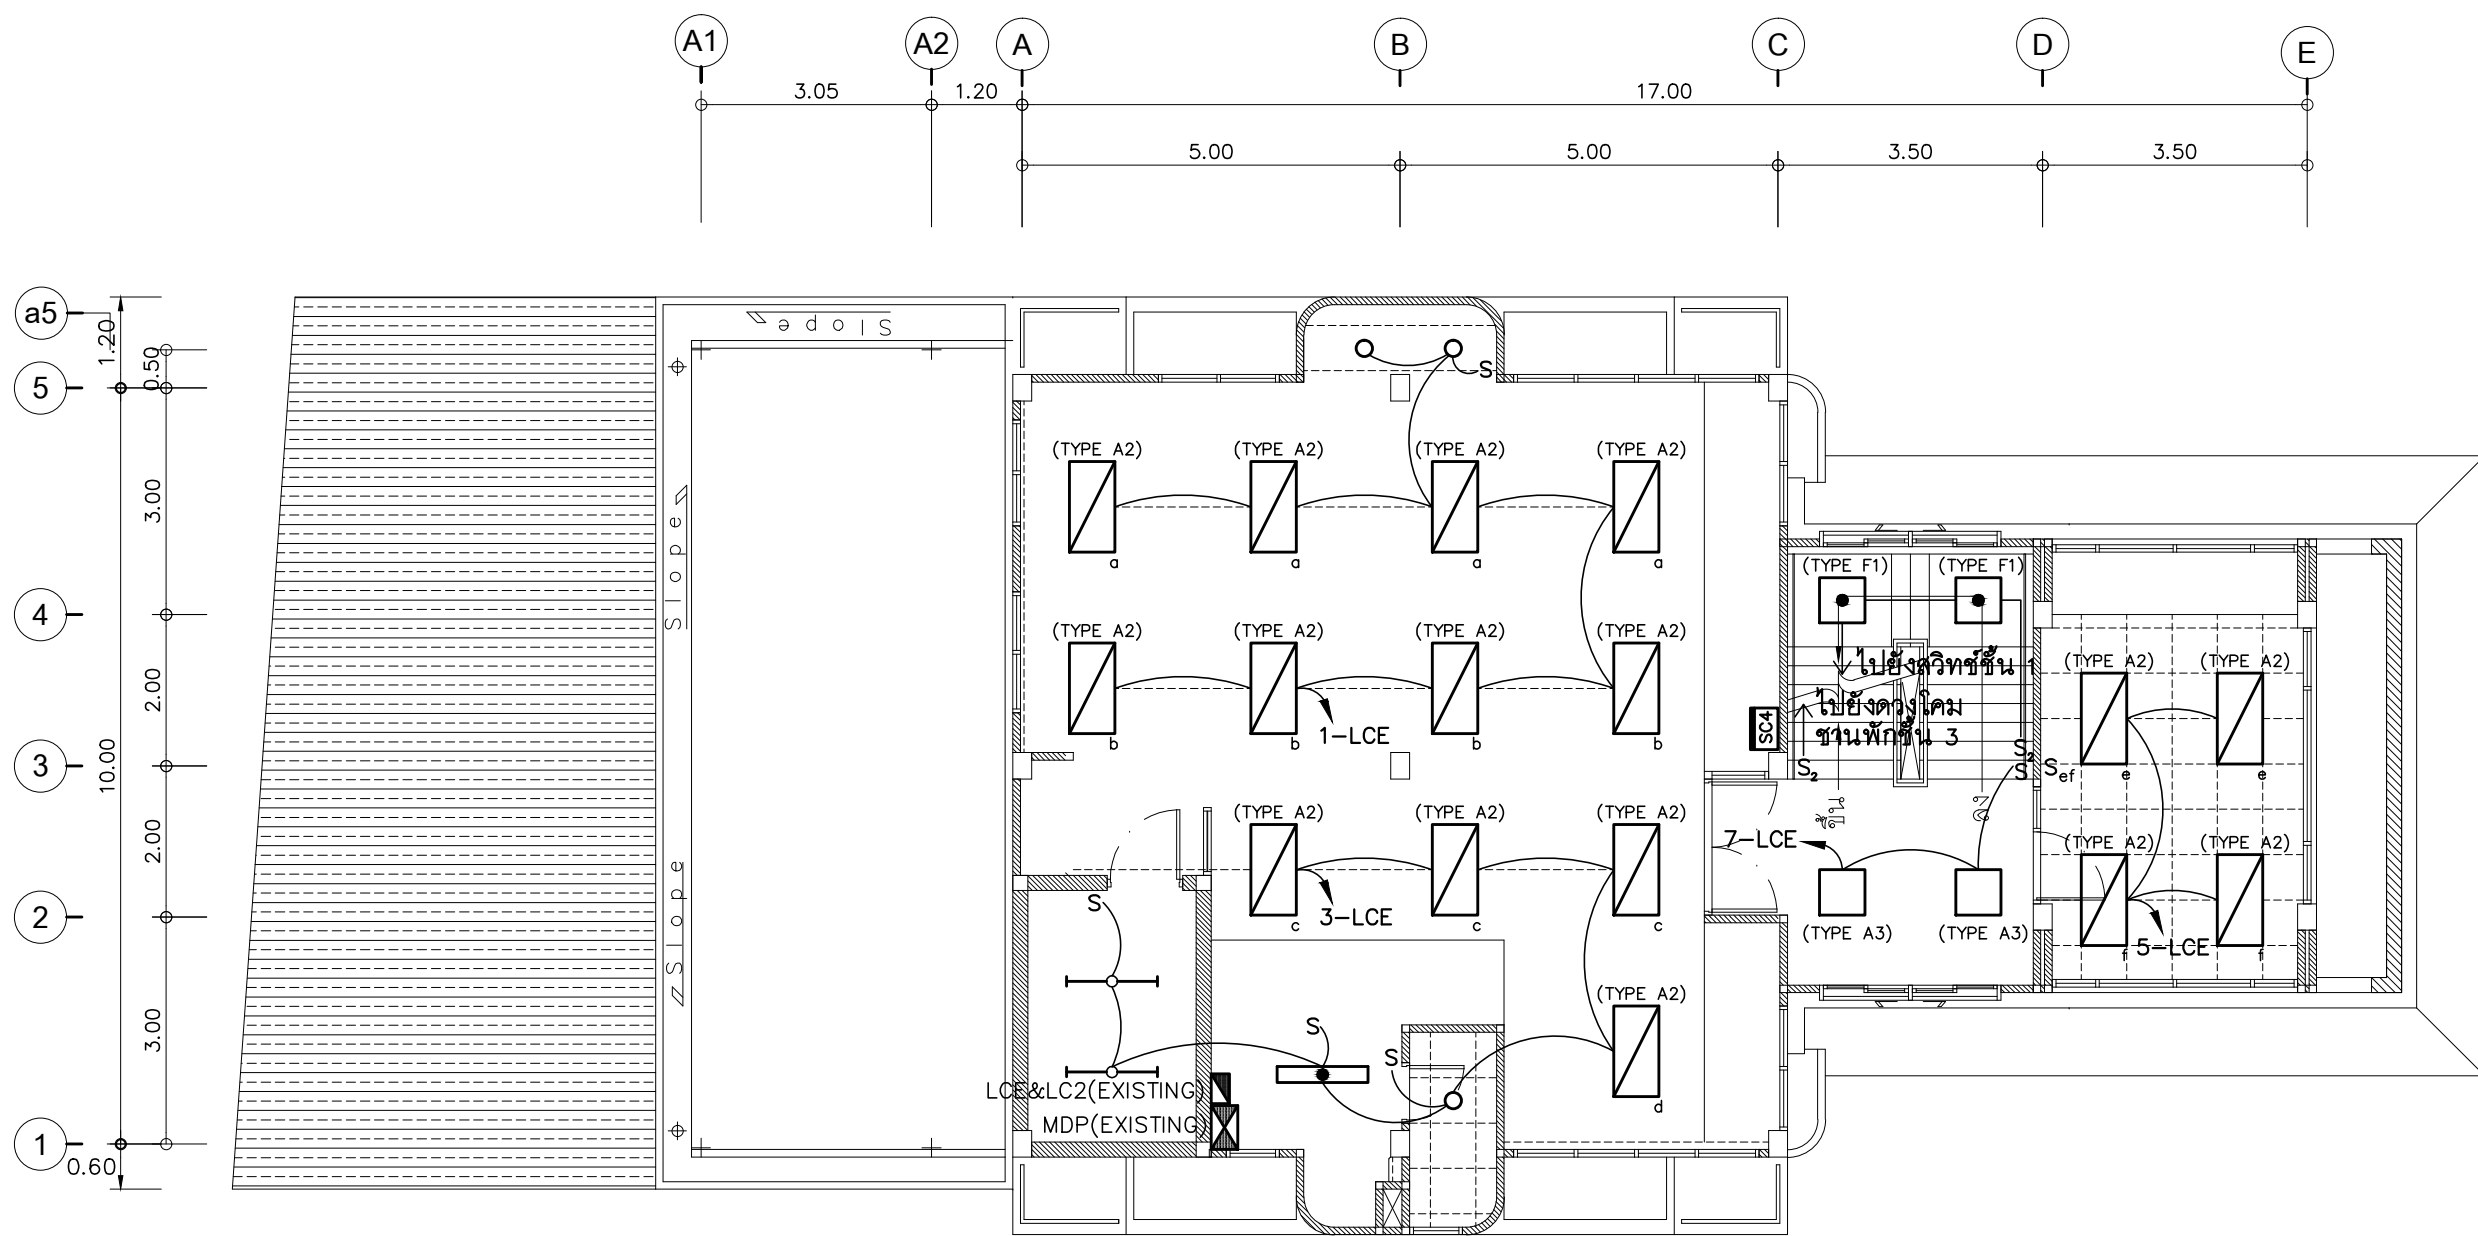 A1 A2 A B C D E
3.05 1.20 17.00
5.00 5.00 3.50 3.50
a5
1.20
Slope
0.50
5
(TYPE A2) (TYPE A2) (TYPE A2) (TYPE A2)
S
3.00
Slope
a a a a
(TYPE F1) (TYPE F1)
4
(TYPE A2) (TYPE A2) (TYPE A2) (TYPE A2)
ไปยังสวิทช์ชั้น 1
(TYPE A2) (TYPE A2)
2.00
ไปยังดวงโคม
ชานพักชั้น 3
SC4
b b b b
1-LCE
10.00
3
S2
S2
S
Sef
e e
(TYPE A2) (TYPE A2) (TYPE A2)
ขึ้น
ลง
2.00
7-LCE
(TYPE A2) (TYPE A2)
Slope
S
2
3-LCE
c c c
(TYPE A3) (TYPE A3)
5-LCE
f f
(TYPE A2)
3.00
S
S
LCE&LC2(EXISTING)
d
MDP(EXISTING)
1
0.60